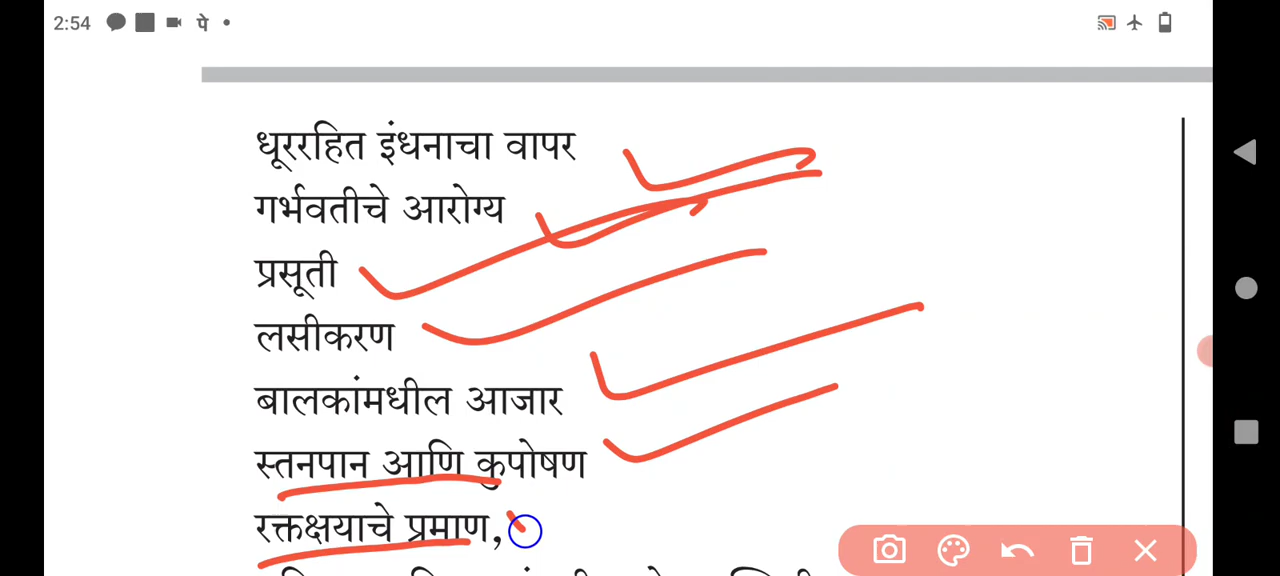 2:54 पे
धूररहित इंधनाचा वापर
गर्भवतीचे आरोग्य
प्रसूती
लसीकरण
बालकांमधील आजार
स्तनपान आणि कुपोषण
रक्तक्षयाचे प्रमाण,